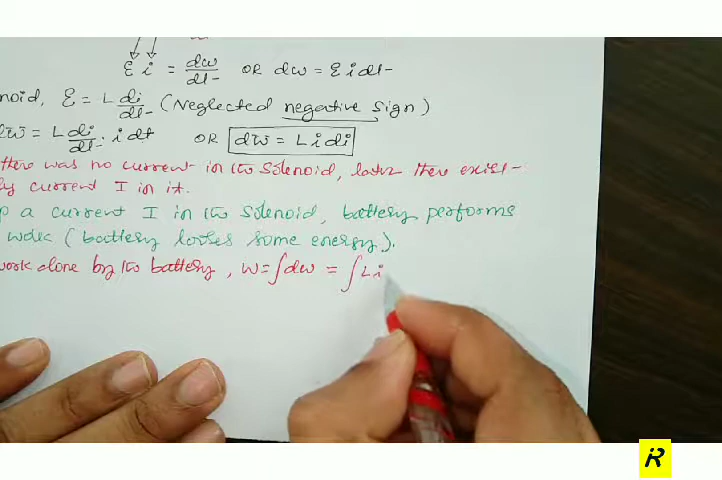 ε i = dw/dt OR dw = ε i dt
noid, ε = L di/dt (Neglected negative sign)
dw = L di/dt . i dt OR dw = L i di
there was no current in the solenoid, later there exist
dy current I in it.
p a current I in the solenoid, battery performs
work (battery looses some energy).
work done by the battery, W = ∫dw = ∫Li
R